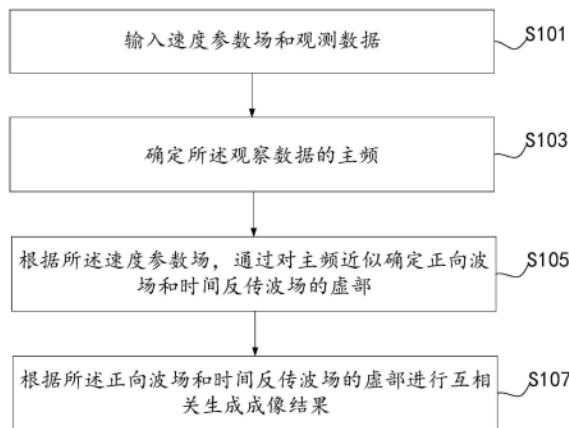 输入速度参数场和观测数据
S101
确定所述观察数据的主频
S103
根据所述速度参数场，通过对主频近似确定正向波
场和时间反传波场的虚部
S105
根据所述正向波场和时间反传波场的虚部进行互相
关生成成像结果
S107